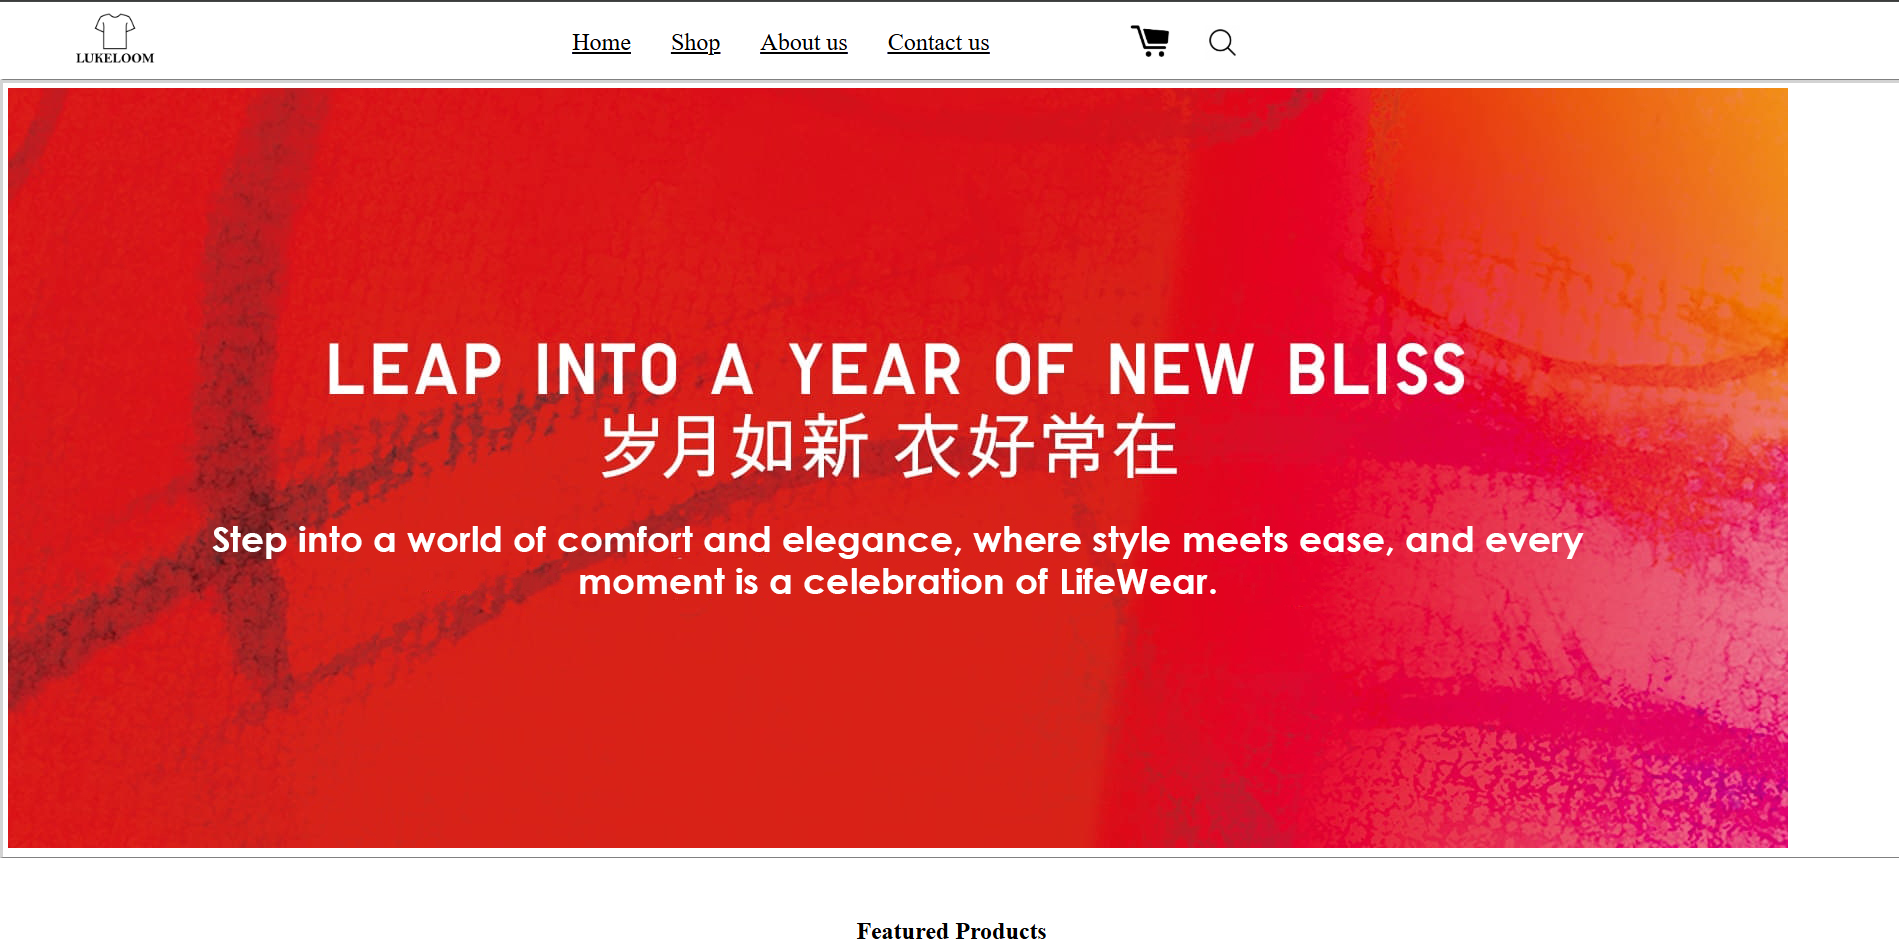 LUKELOOM
Home Shop About us Contact us
LEAP INTO A YEAR OF NEW BLISS
岁月如新 衣好常在
Step into a world of comfort and elegance, where style meets ease, and every
moment is a celebration of LifeWear.
Featured Products